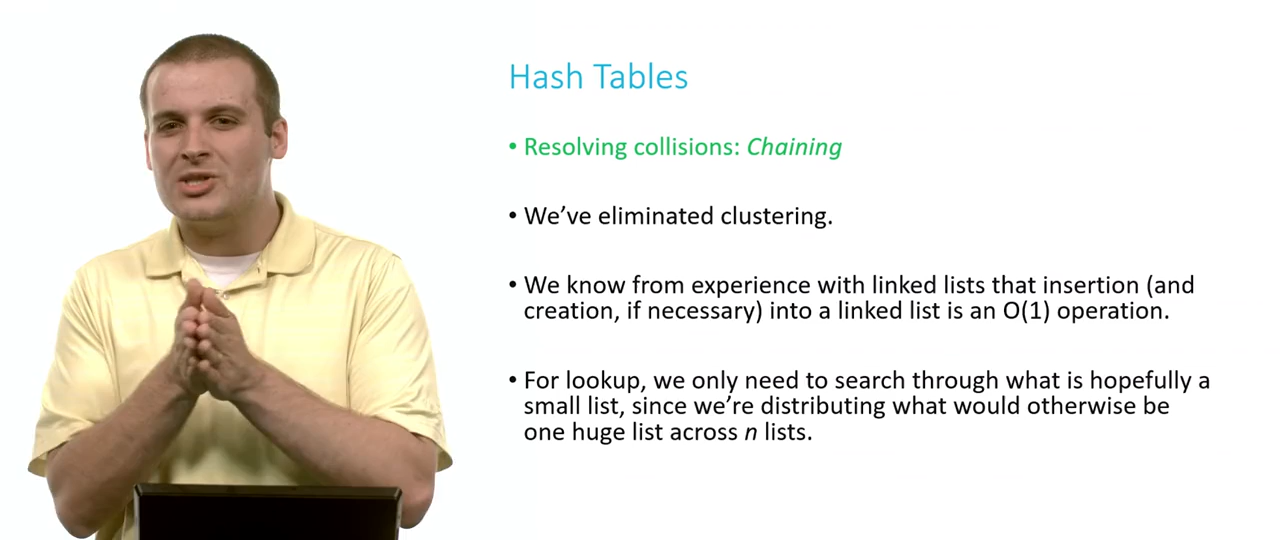 Hash Tables
• Resolving collisions: Chaining
• We’ve eliminated clustering.
• We know from experience with linked lists that insertion (and
creation, if necessary) into a linked list is an O(1) operation.
• For lookup, we only need to search through what is hopefully a
small list, since we’re distributing what would otherwise be
one huge list across n lists.